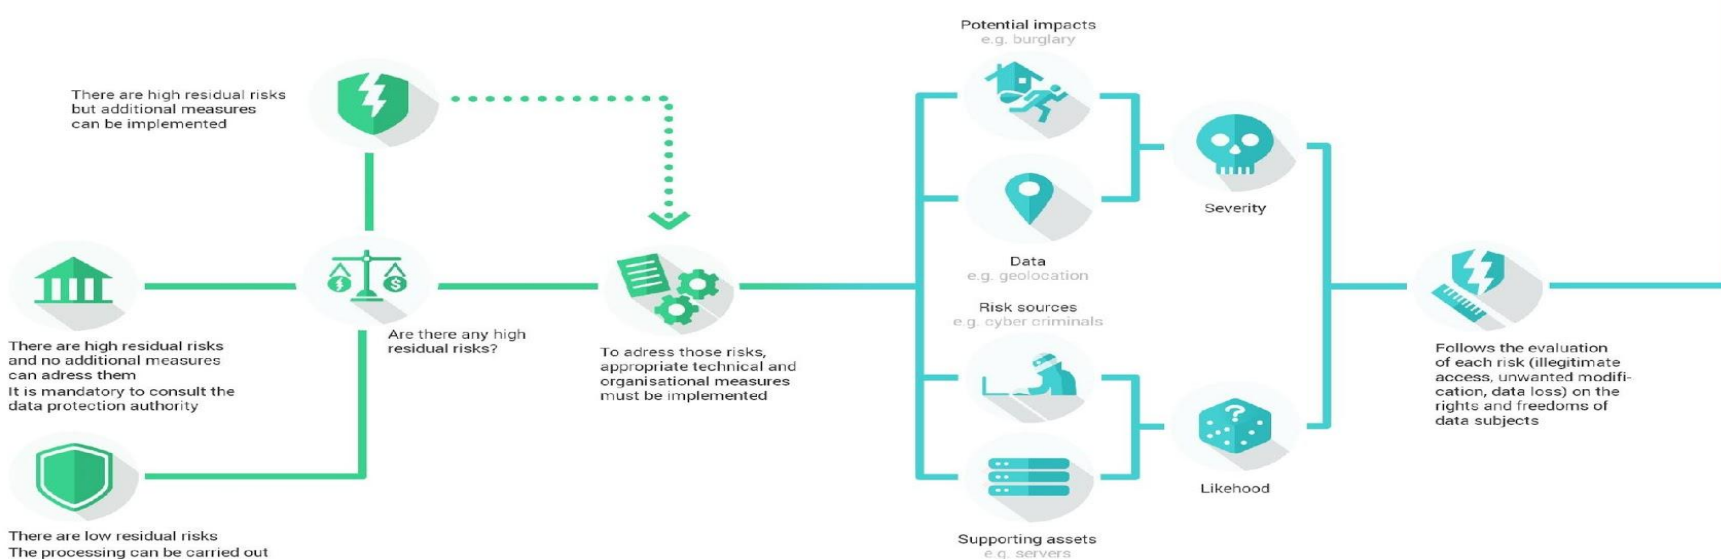 Potential impacts
e.g. burglary
There are high residual risks
but additional measures
can be implemented
Severity
Data
e.g. geolocation
Risk sources
e.g. cyber criminals
Are there any high
residual risks?
There are high residual risks
and no additional measures
can adress them
It is mandatory to consult the
data protection authority
To adress those risks,
appropriate technical and
organisational measures
must be implemented
Follows the evaluation
of each risk (illegitimate
access, unwanted modifi-
cation, data loss) on the
rights and freedoms of
data subjects
$
?
Likehood
There are low residual risks
The processing can be carried out
Supporting assets
e.g. servers